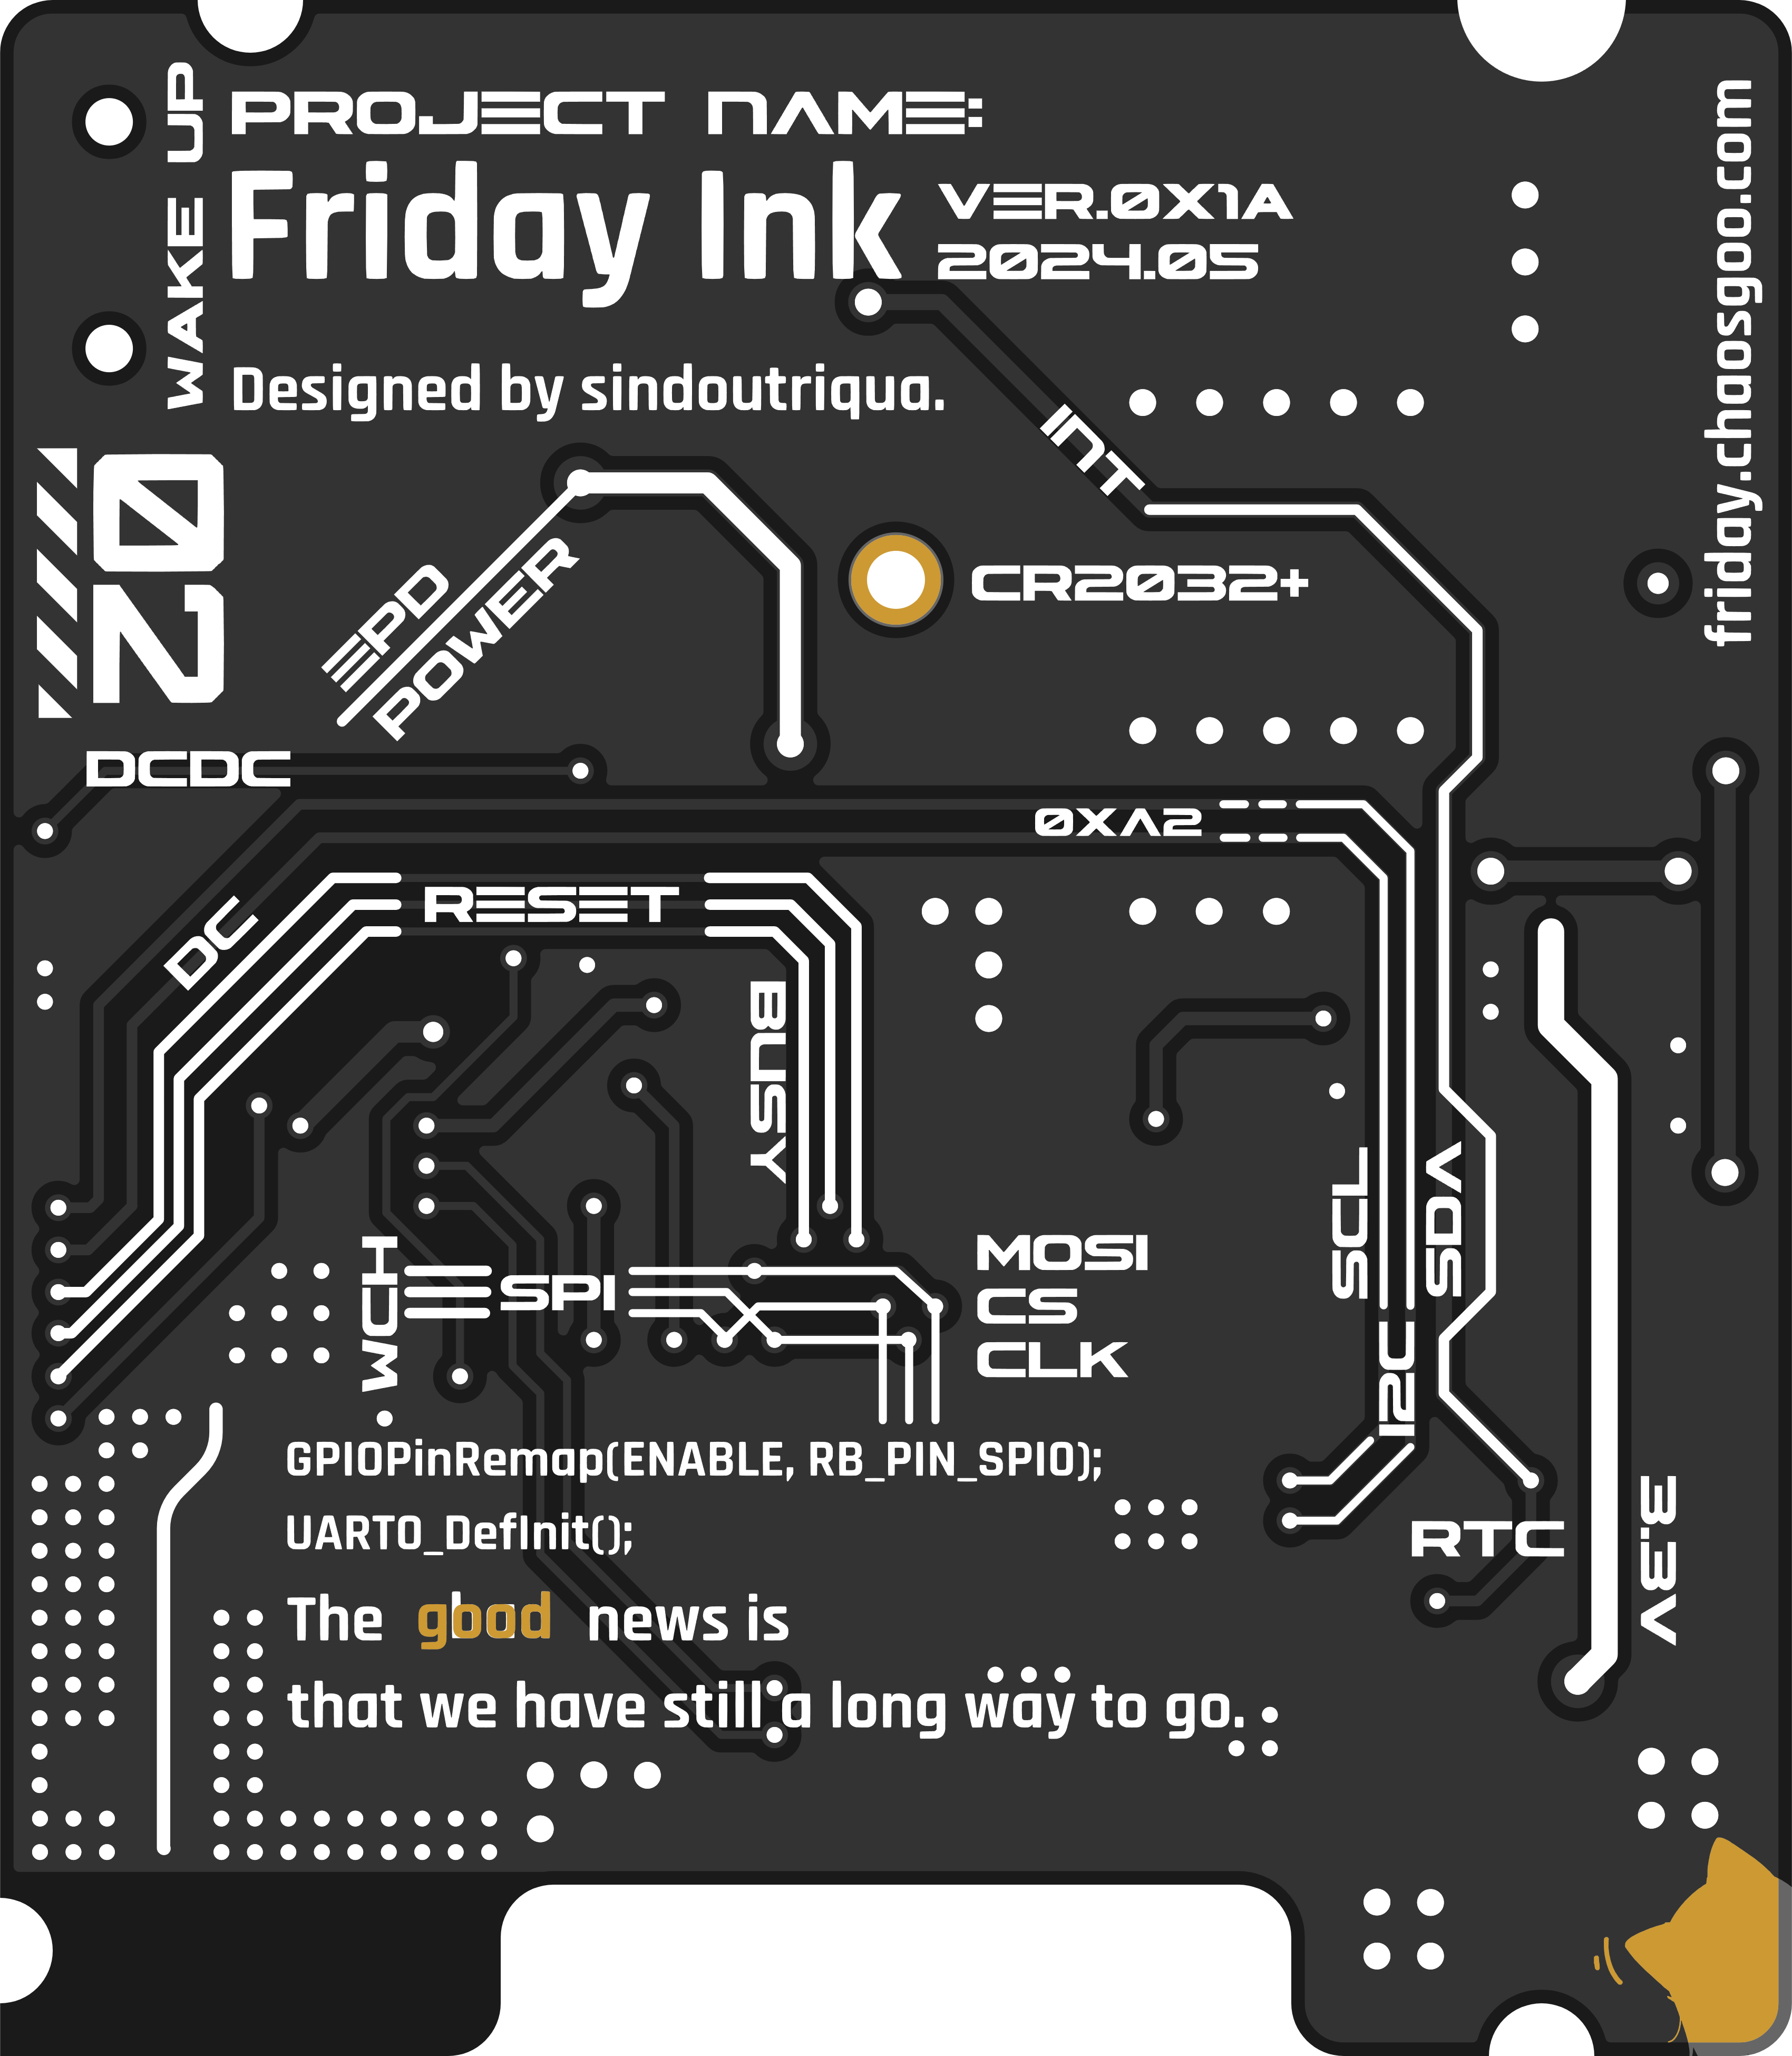 WAKE UP
PROJECT NAME:
Friday Ink
VER.0X1A
2024.05
Designed by sindoutriqua.
friday.chaosgoo.com
20
INT
EPD
POWER
CR2032+
DCDC
0XA2
RESET
DC
BUSY
SCL
SDA
WCH
SPI
MOSI
CS
CLK
I2C
GPIOPinRemap(ENABLE, RB_PIN_SPI0);
UART0_DefInit();
RTC
3.3V
The good news is
that we have still a long way to go.